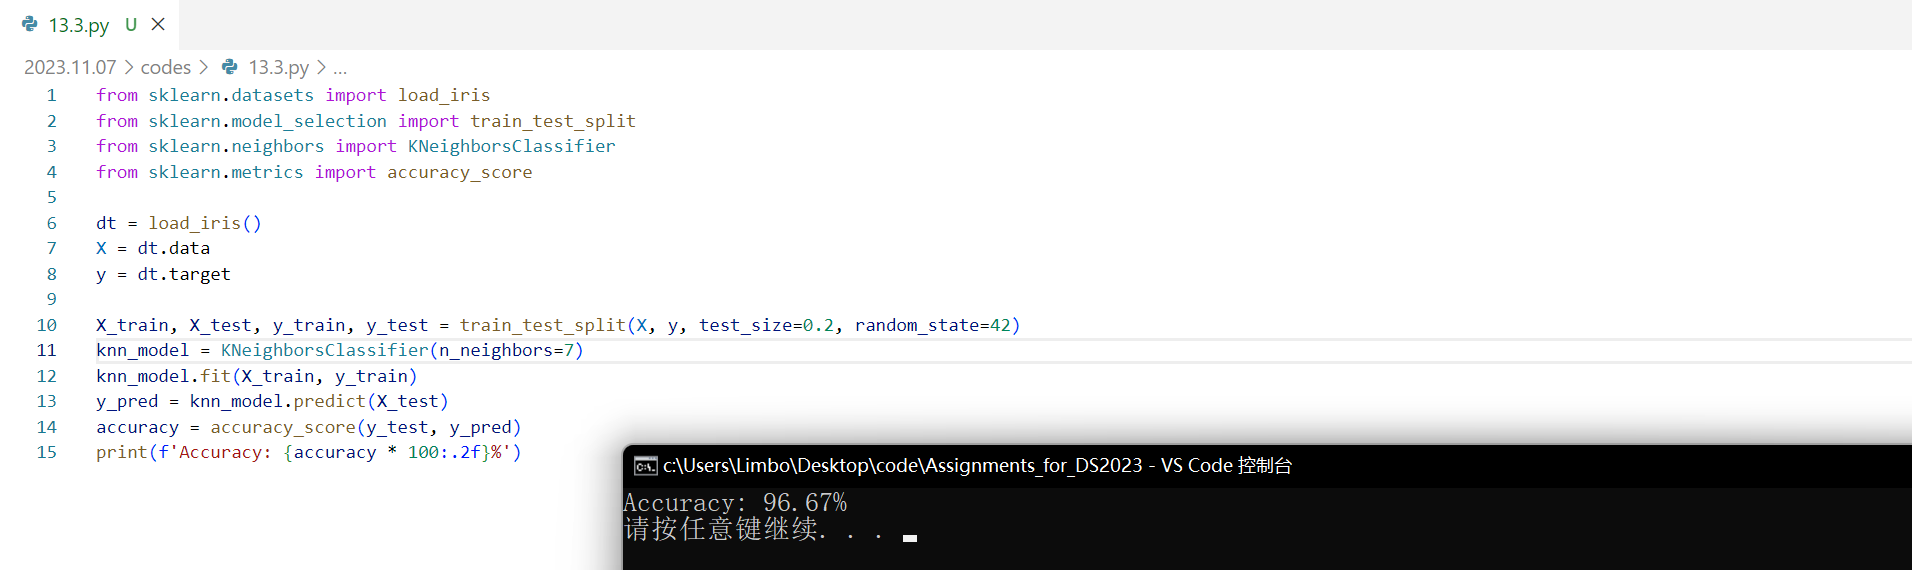 13.3.py U
2023.11.07 > codes > 13.3.py > ...
1 from sklearn.datasets import load_iris
2 from sklearn.model_selection import train_test_split
3 from sklearn.neighbors import KNeighborsClassifier
4 from sklearn.metrics import accuracy_score
5
6 dt = load_iris()
7 X = dt.data
8 y = dt.target
9
10 X_train, X_test, y_train, y_test = train_test_split(X, y, test_size=0.2, random_state=42)
11 knn_model = KNeighborsClassifier(n_neighbors=7)
12 knn_model.fit(X_train, y_train)
13 y_pred = knn_model.predict(X_test)
14 accuracy = accuracy_score(y_test, y_pred)
15 print(f'Accuracy: {accuracy * 100:.2f}%')
C:\. c:\Users\Limbo\Desktop\code\Assignments_for_DS2023 - VS Code 控制台
Accuracy: 96.67%
请按任意键继续. . .